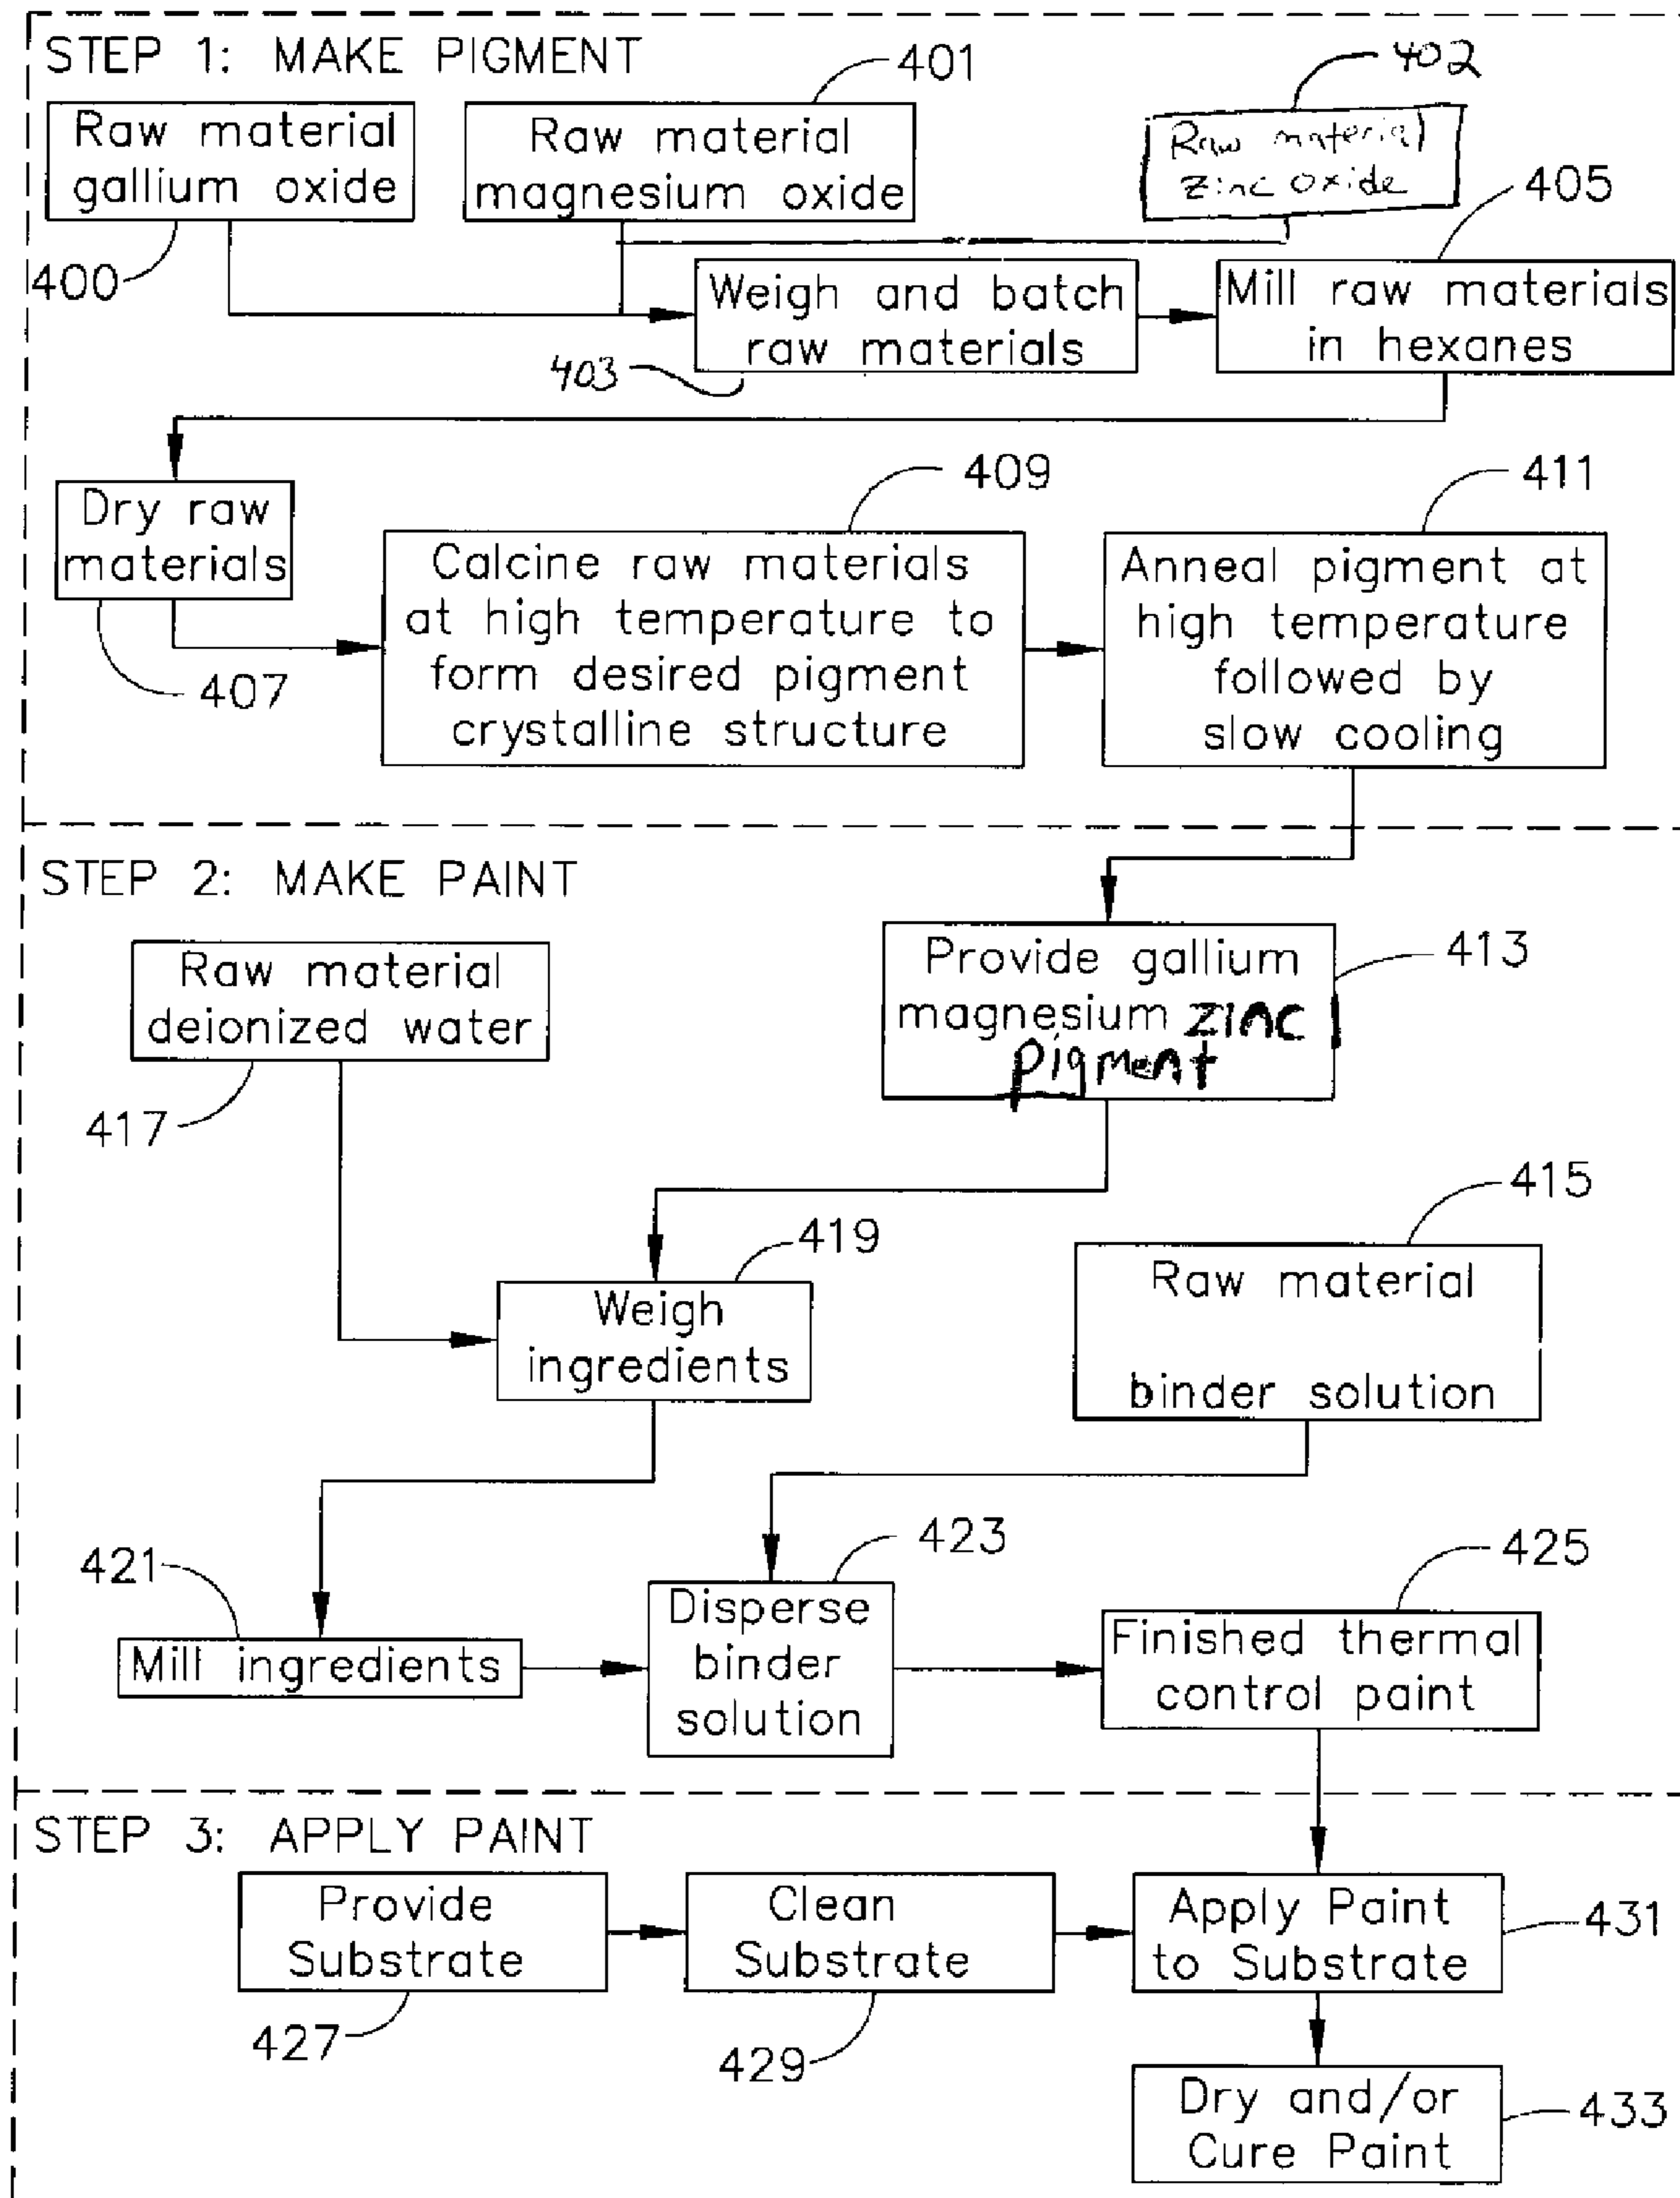 STEP 1: MAKE PIGMENT
401
402
Raw material
gallium oxide
Raw material
magnesium oxide
Raw material
zinc oxide
405
400
Weigh and batch
raw materials
Mill raw materials
in hexanes
403
409
411
Dry raw
materials
407
Calcine raw materials
at high temperature to
form desired pigment
crystalline structure
Anneal pigment at
high temperature
followed by
slow cooling
STEP 2: MAKE PAINT
Raw material
deionized water
417
Provide gallium
magnesium zinc
pigment
413
415
419
Weigh
ingredients
Raw material
binder solution
421
Mill ingredients
423
Disperse
binder
solution
425
Finished thermal
control paint
STEP 3: APPLY PAINT
Provide
Substrate
427
Clean
Substrate
429
Apply Paint
to Substrate
431
Dry and/or
Cure Paint
433